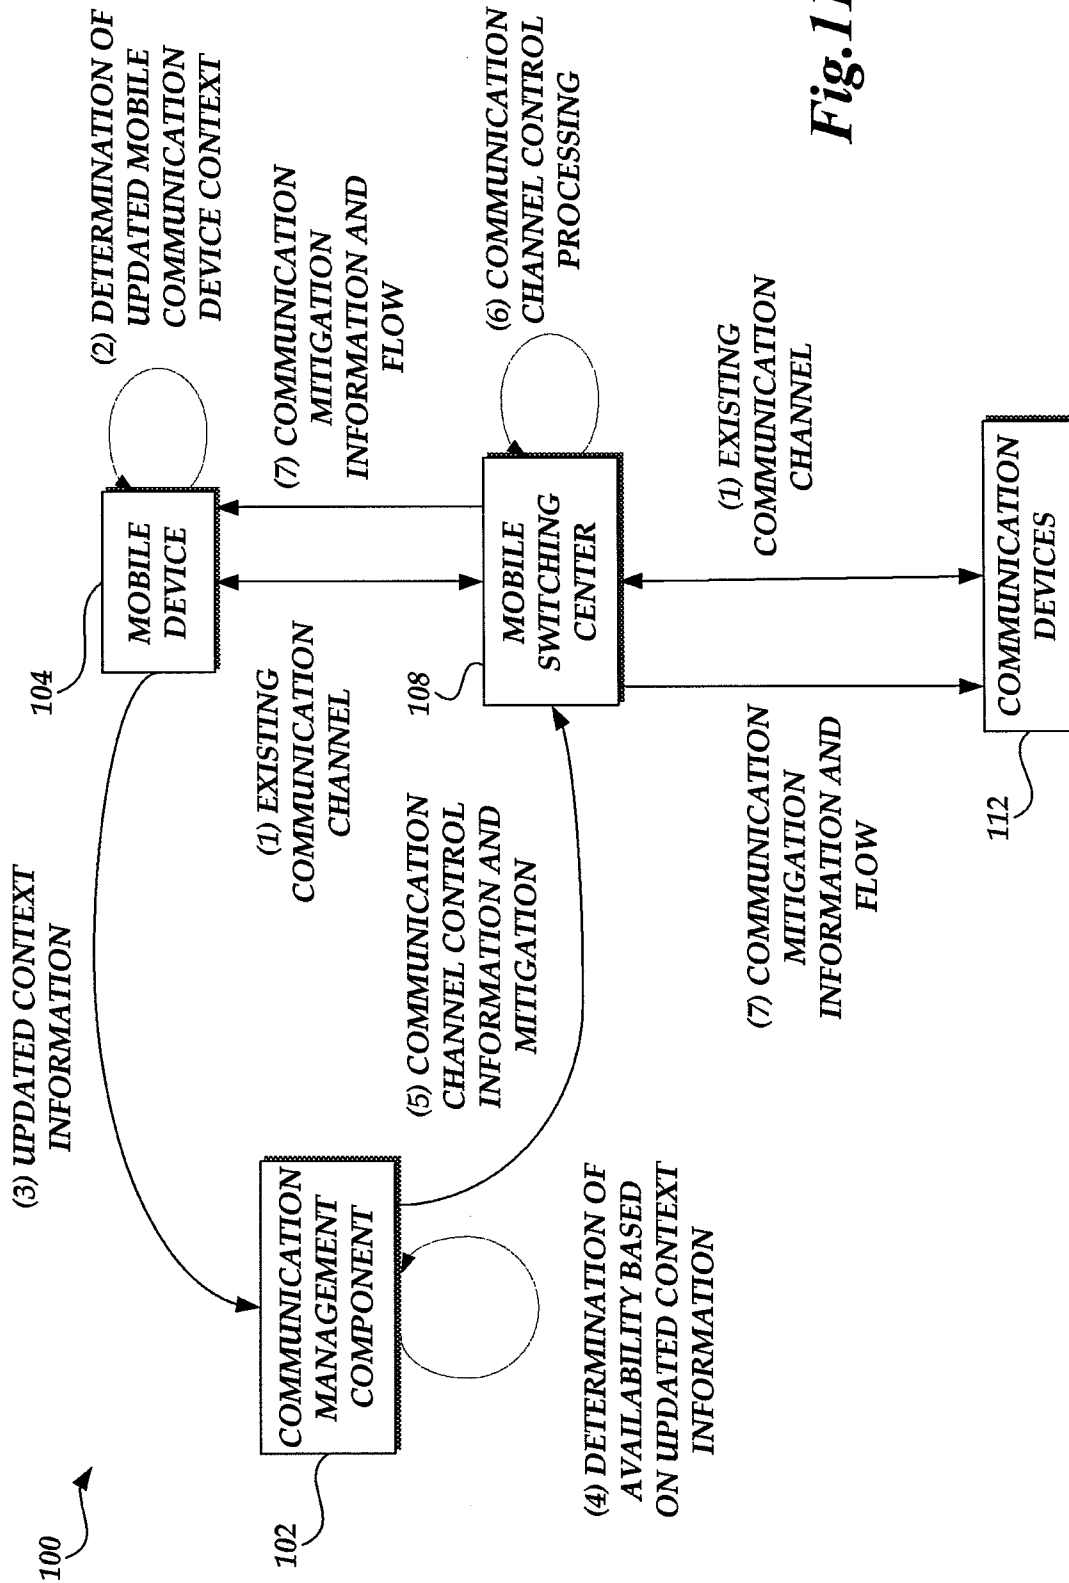 100
(3) UPDATED CONTEXT
INFORMATION
104
MOBILE
DEVICE
(2) DETERMINATION OF
UPDATED MOBILE
COMMUNICATION
DEVICE CONTEXT
102
COMMUNICATION
MANAGEMENT
COMPONENT
(1) EXISTING
COMMUNICATION
CHANNEL
(7) COMMUNICATION
MITIGATION
INFORMATION AND
FLOW
(5) COMMUNICATION
CHANNEL CONTROL
INFORMATION AND
MITIGATION
108
MOBILE
SWITCHING
CENTER
(6) COMMUNICATION
CHANNEL CONTROL
PROCESSING
(4) DETERMINATION OF
AVAILABILITY BASED
ON UPDATED CONTEXT
INFORMATION
(7) COMMUNICATION
MITIGATION
INFORMATION AND
FLOW
(1) EXISTING
COMMUNICATION
CHANNEL
112
COMMUNICATION
DEVICES